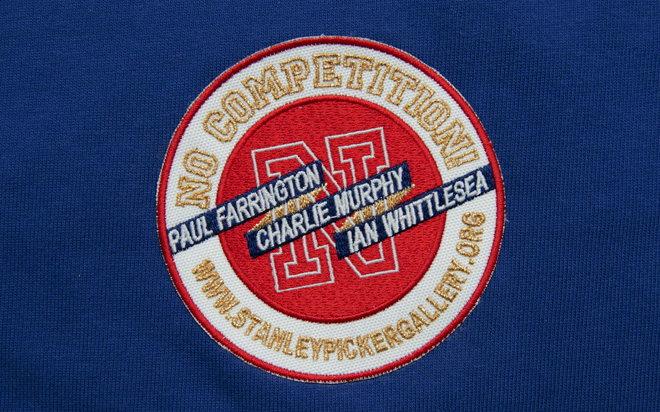 NO COMPETITION!
N
PAUL FARRINGTON
CHARLIE MURPHY
IAN WHITTLESEA
WWW.STANLEYPICKERGALLERY.ORG